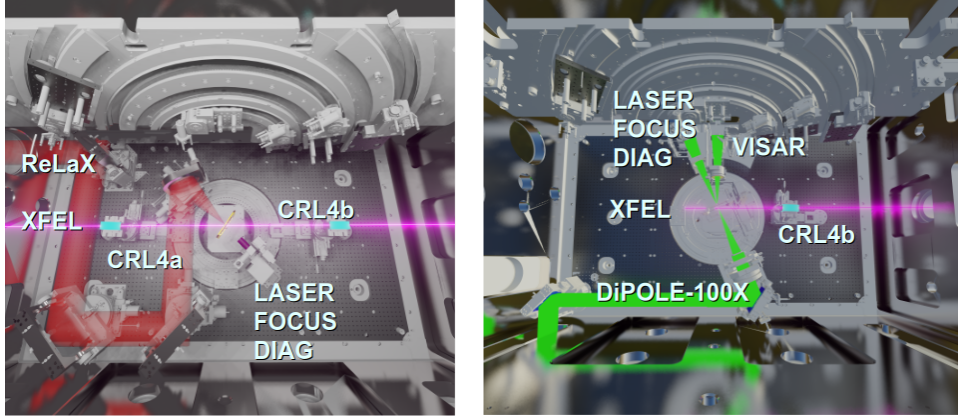 ReLaX
XFEL
CRL4a
CRL4b
LASER
FOCUS
DIAG
LASER
FOCUS
DIAG
VISAR
XFEL
CRL4b
DiPOLE-100X